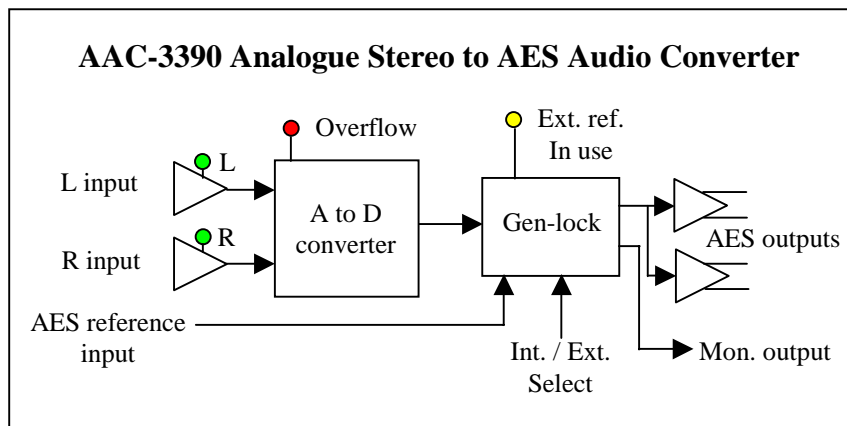 AAC-3390 Analogue Stereo to AES Audio Converter
Overflow
Ext. ref.
In use
L
L input
A to D
converter
Gen-lock
AES outputs
R
R input
AES reference
input
Int. / Ext.
Select
Mon. output